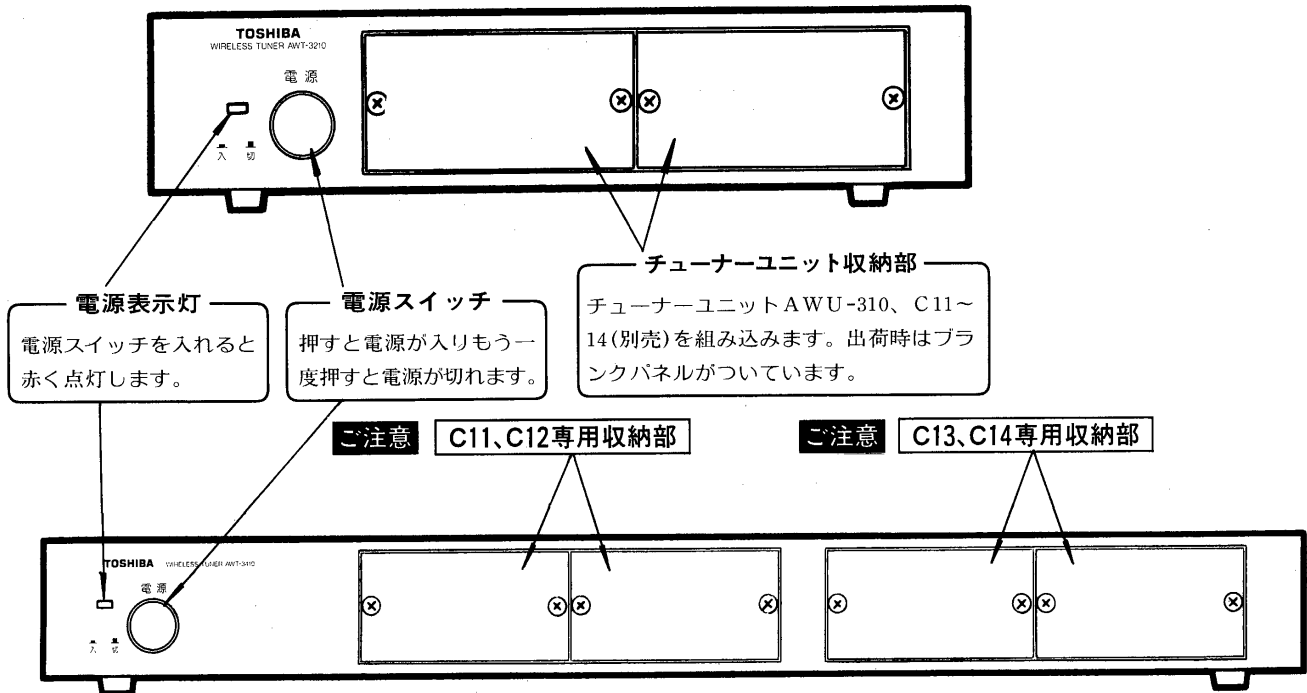 TOSHIBA
WIRELESS TUNER AWT-3210
電源
入 切
電源表示灯
電源スイッチを入れると
赤く点灯します。
電源スイッチ
押すと電源が入りもう一
度押すと電源が切れます。
チューナーユニット収納部
チューナーユニットAWU-310、C11~
14(別売)を組み込みます。出荷時はブラ
ンクパネルがついています。
ご注意 C11、C12専用収納部
ご注意 C13、C14専用収納部
TOSHIBA WIRELESS TUNER AWT-3410
電源
入 切